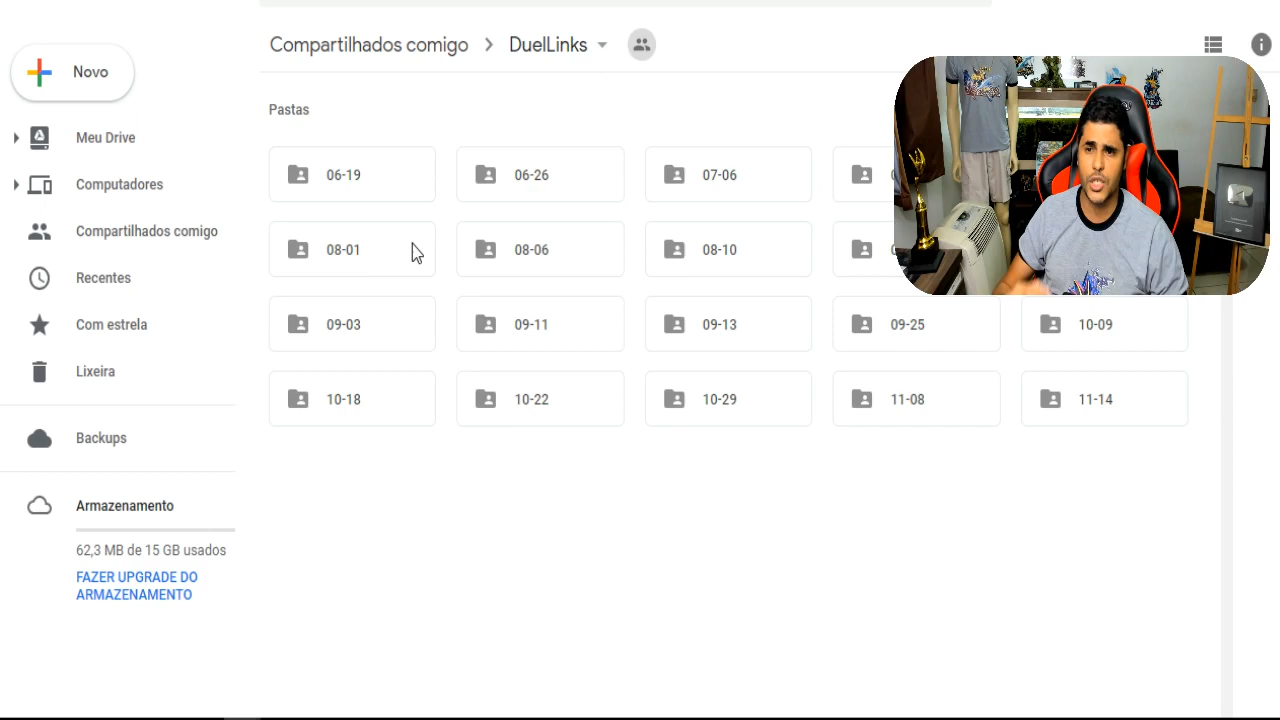 Compartilhados comigo > DuelLinks
Novo
Pastas
Meu Drive
Computadores
Compartilhados comigo
Recentes
Com estrela
Lixeira
Backups
Armazenamento
62,3 MB de 15 GB usados
FAZER UPGRADE DO
ARMAZENAMENTO
06-19 06-26 07-06
08-01 08-06 08-10
09-03 09-11 09-13 09-25 10-09
10-18 10-22 10-29 11-08 11-14